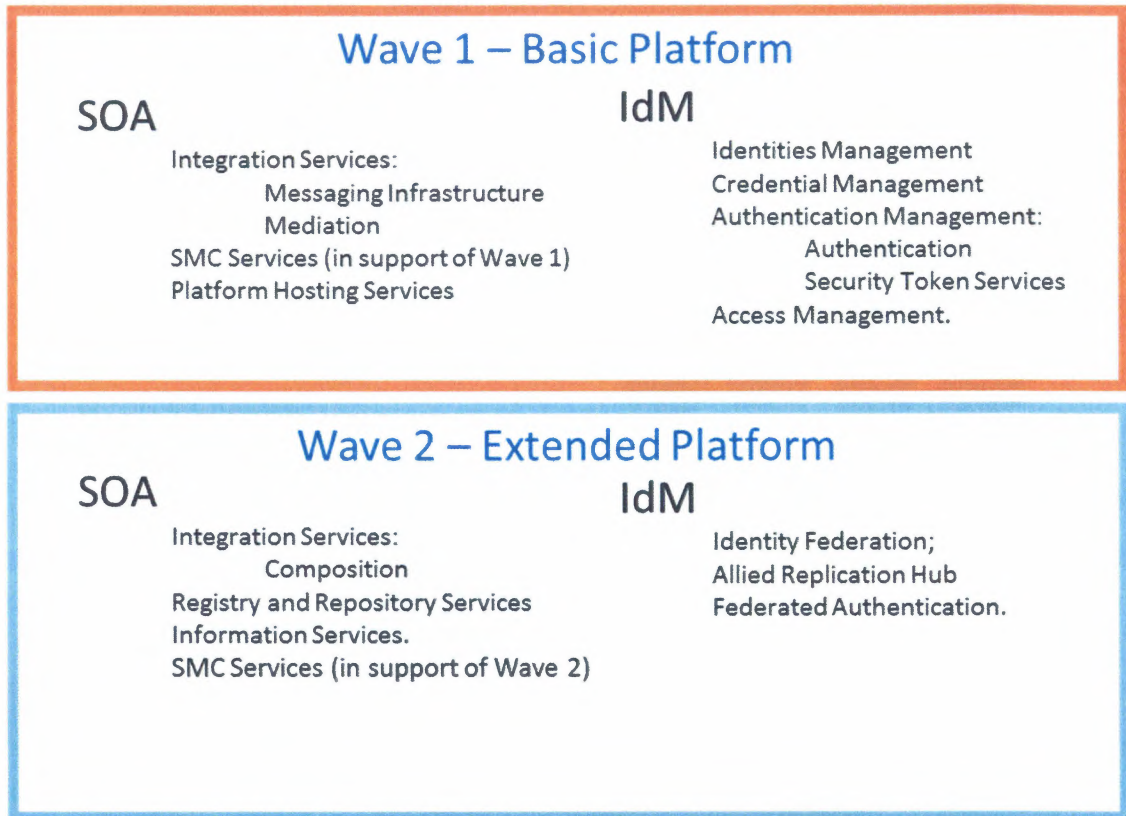 Wave 1 – Basic Platform
SOA
Integration Services:
Messaging Infrastructure
Mediation
SMC Services (in support of Wave 1)
Platform Hosting Services
IdM
Identities Management
Credential Management
Authentication Management:
Authentication
Security Token Services
Access Management.
Wave 2 – Extended Platform
SOA
Integration Services:
Composition
Registry and Repository Services
Information Services.
SMC Services (in support of Wave 2)
IdM
Identity Federation;
Allied Replication Hub
Federated Authentication.